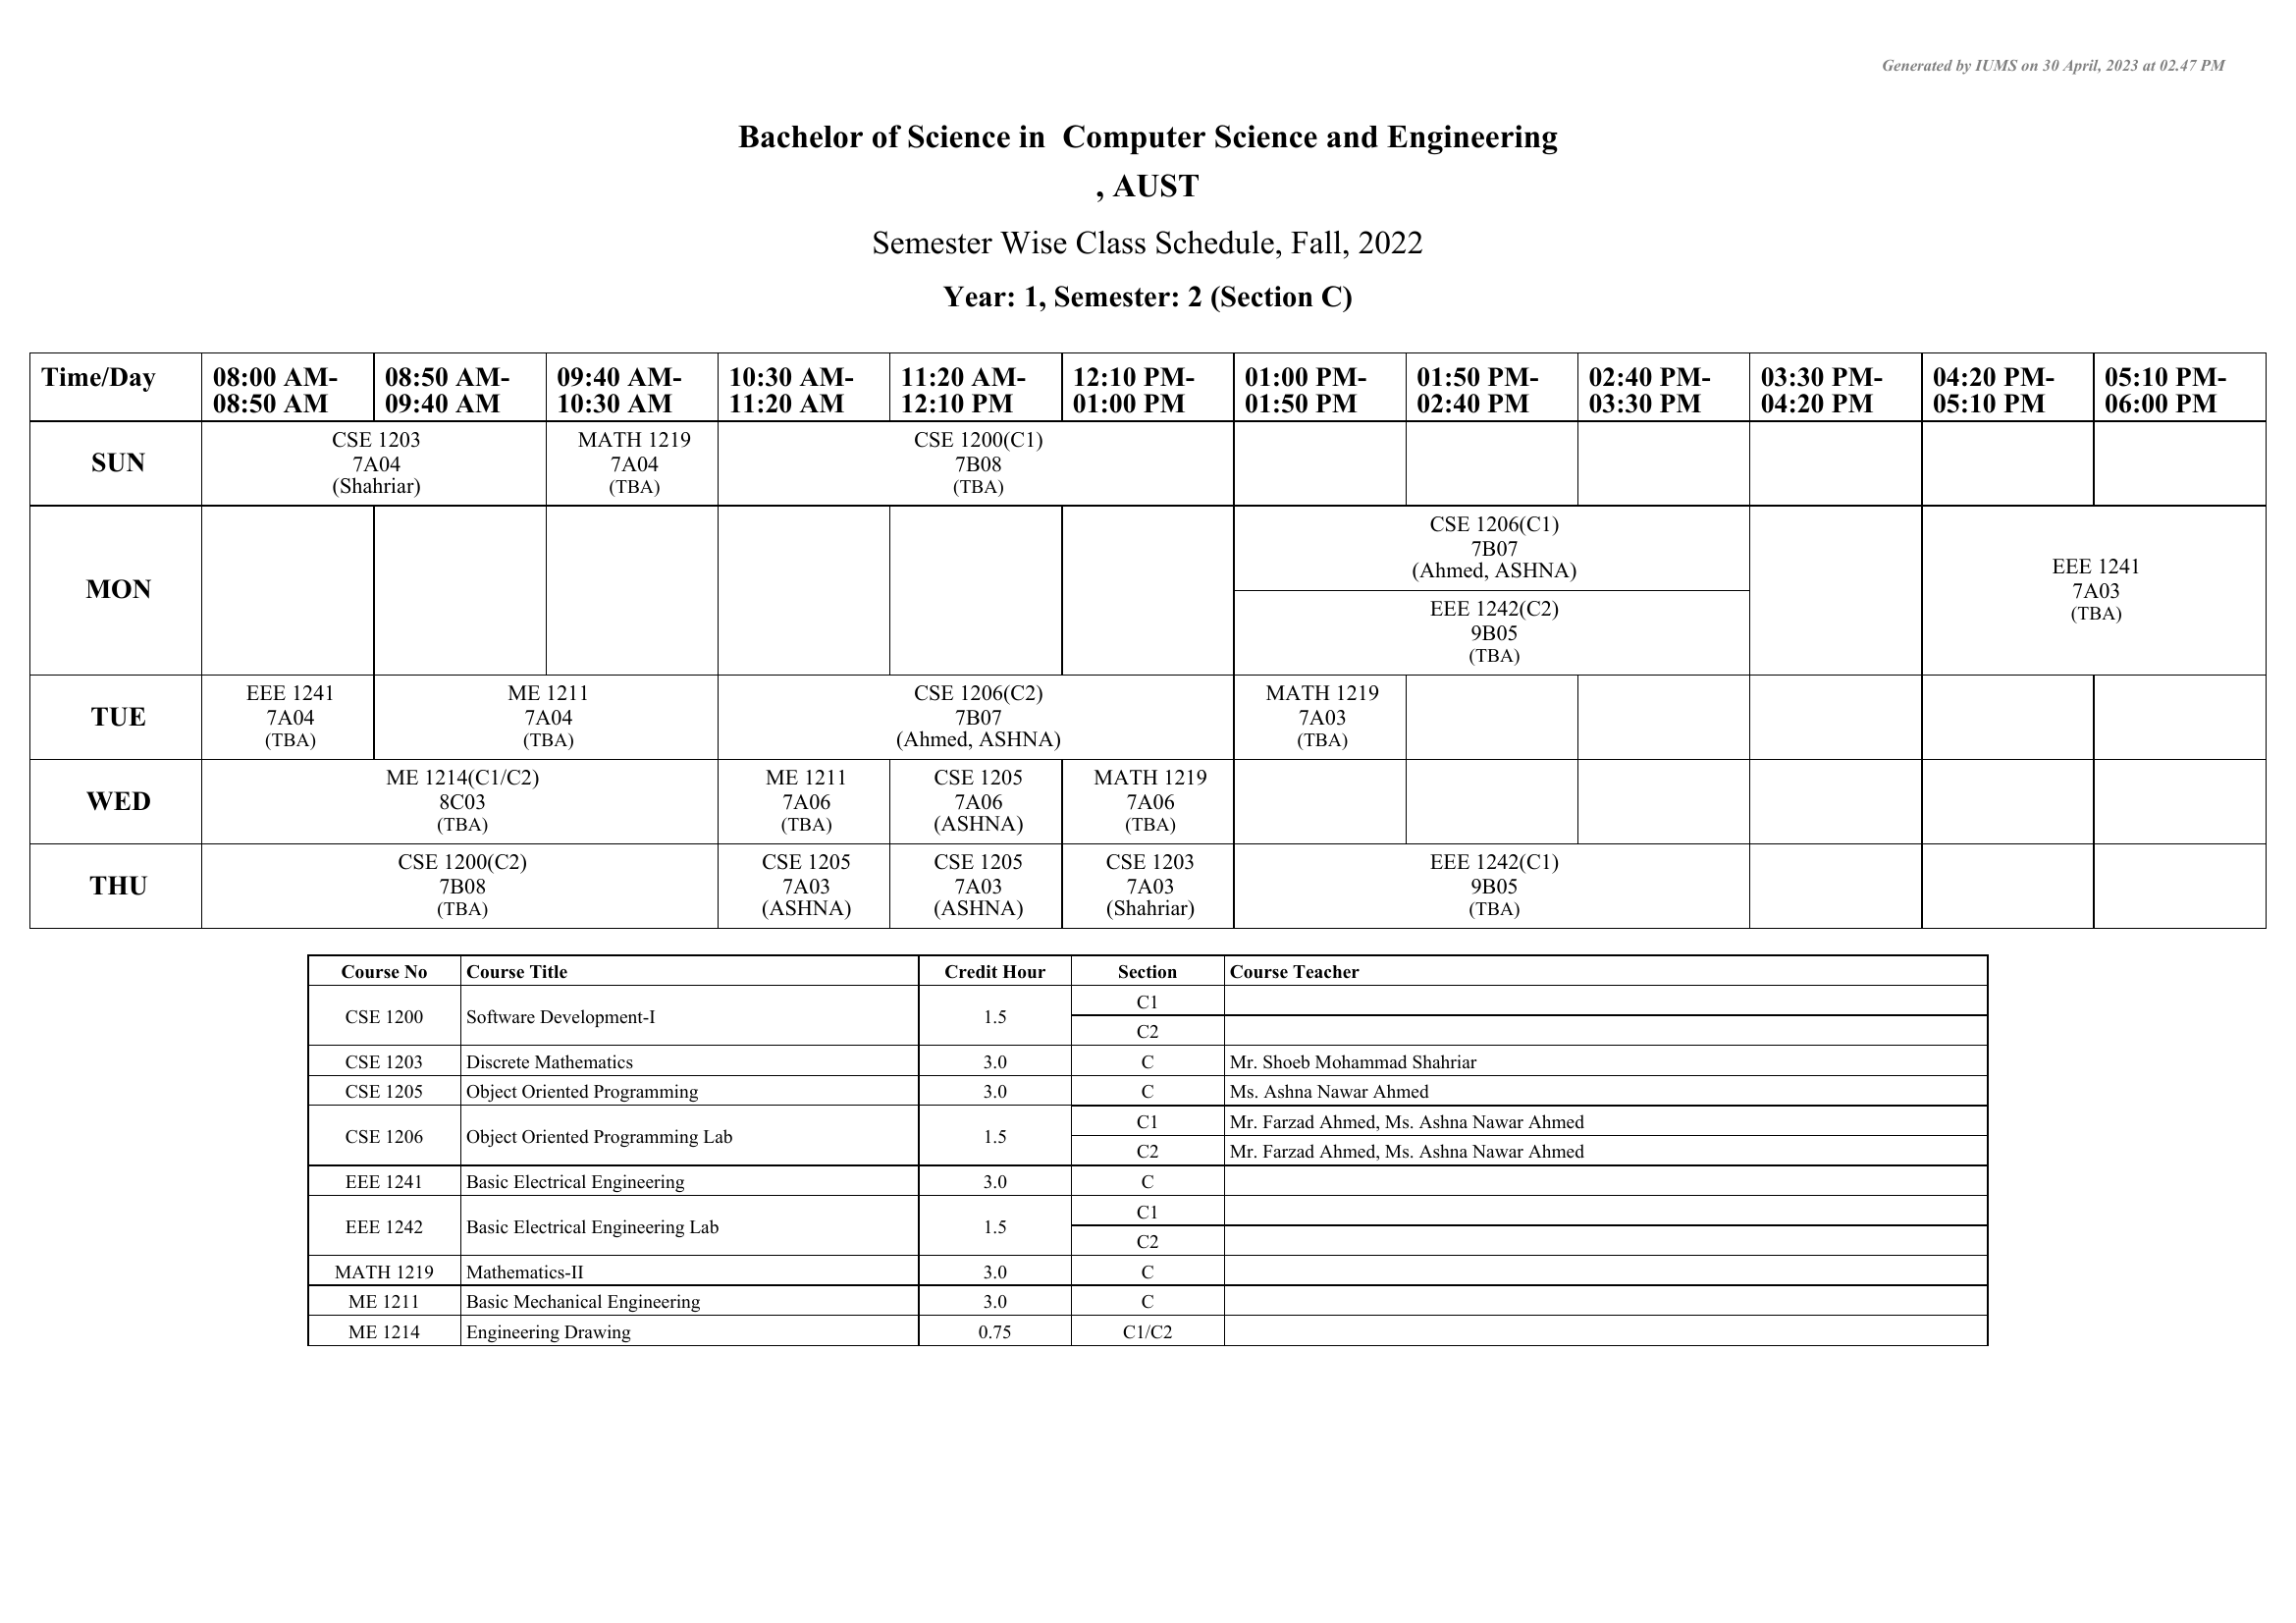 Generated by IUMS on 30 April, 2023 at 02.47 PM
Bachelor of Science in  Computer Science and Engineering
, AUST
Semester Wise Class Schedule, Fall, 2022
Year: 1, Semester: 2 (Section C)
Time/Day 08:00 AM- 08:50 AM- 09:40 AM- 10:30 AM- 11:20 AM- 12:10 PM- 01:00 PM- 01:50 PM- 02:40 PM- 03:30 PM- 04:20 PM- 05:10 PM-
08:50 AM 09:40 AM 10:30 AM 11:20 AM 12:10 PM 01:00 PM 01:50 PM 02:40 PM 03:30 PM 04:20 PM 05:10 PM 06:00 PM
SUN
CSE 1203
7A04
(Shahriar)
MATH 1219
7A04
(TBA)
CSE 1200(C1)
7B08
(TBA)
MON
CSE 1206(C1)
7B07
(Ahmed, ASHNA)
EEE 1242(C2)
9B05
(TBA)
EEE 1241
7A03
(TBA)
TUE
EEE 1241
7A04
(TBA)
ME 1211
7A04
(TBA)
CSE 1206(C2)
7B07
(Ahmed, ASHNA)
MATH 1219
7A03
(TBA)
WED
ME 1214(C1/C2)
8C03
(TBA)
ME 1211
7A06
(TBA)
CSE 1205
7A06
(ASHNA)
MATH 1219
7A06
(TBA)
THU
CSE 1200(C2)
7B08
(TBA)
CSE 1205
7A03
(ASHNA)
CSE 1205
7A03
(ASHNA)
CSE 1203
7A03
(Shahriar)
EEE 1242(C1)
9B05
(TBA)
Course No Course Title Credit Hour Section Course Teacher
CSE 1200 Software Development-I 1.5 C1
C2
CSE 1203 Discrete Mathematics 3.0 C Mr. Shoeb Mohammad Shahriar
CSE 1205 Object Oriented Programming 3.0 C Ms. Ashna Nawar Ahmed
CSE 1206 Object Oriented Programming Lab 1.5 C1 Mr. Farzad Ahmed, Ms. Ashna Nawar Ahmed
C2 Mr. Farzad Ahmed, Ms. Ashna Nawar Ahmed
EEE 1241 Basic Electrical Engineering 3.0 C
EEE 1242 Basic Electrical Engineering Lab 1.5 C1
C2
MATH 1219 Mathematics-II 3.0 C
ME 1211 Basic Mechanical Engineering 3.0 C
ME 1214 Engineering Drawing 0.75 C1/C2